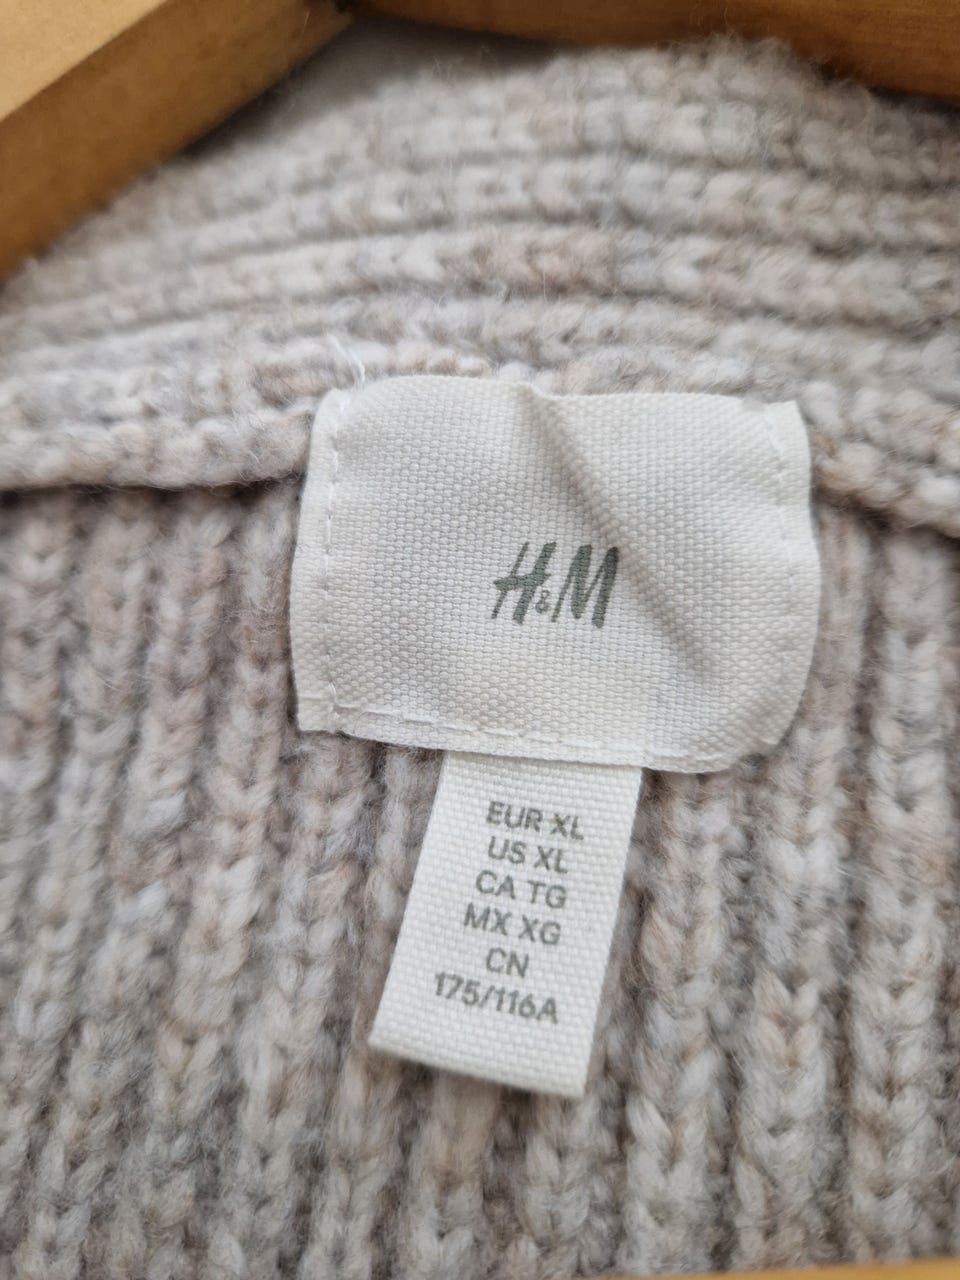 H&M
EUR XL
US XL
CA TG
MX XG
CN
175/116A